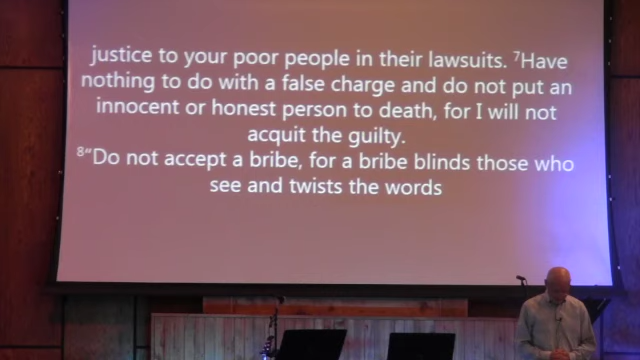 justice to your poor people in their lawsuits. ⁷Have
nothing to do with a false charge and do not put an
innocent or honest person to death, for I will not
acquit the guilty.
⁸"Do not accept a bribe, for a bribe blinds those who
see and twists the words